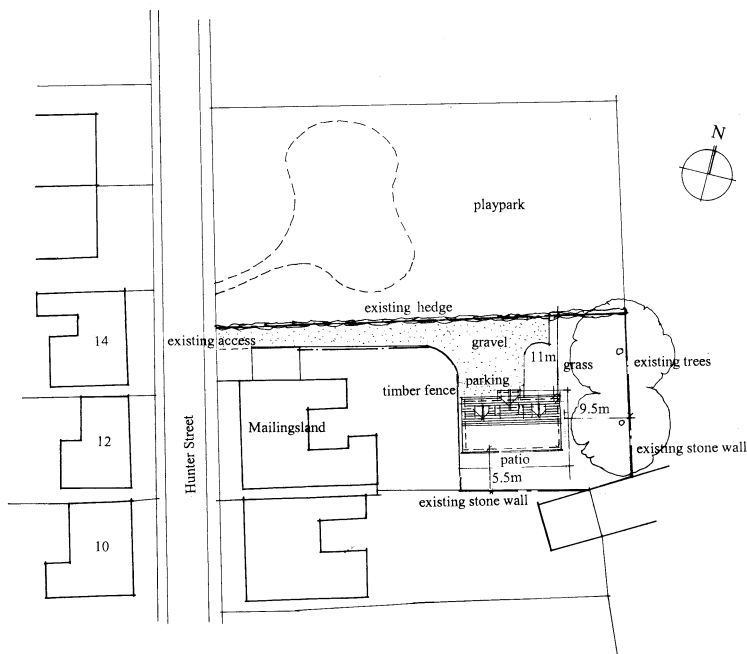 N
playpark
existing hedge
existing access
gravel
14
11m
grass
existing trees
timber fence
parking
9.5m
Mailingsland
Hunter Street
12
existing stone wall
patio
5.5m
existing stone wall
10